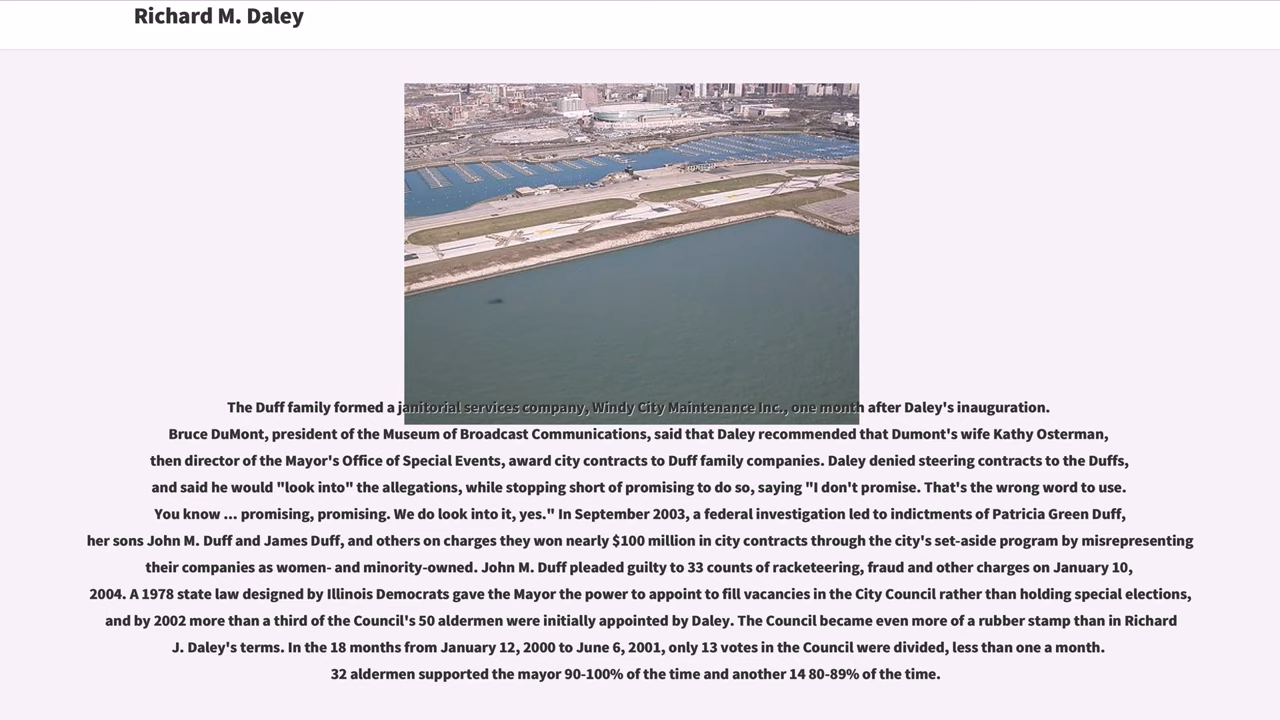 Richard M. Daley
The Duff family formed a janitorial services company, Windy City Maintenance Inc., one month after Daley's inauguration.
Bruce DuMont, president of the Museum of Broadcast Communications, said that Daley recommended that Dumont's wife Kathy Osterman,
then director of the Mayor's Office of Special Events, award city contracts to Duff family companies. Daley denied steering contracts to the Duffs,
and said he would "look into" the allegations, while stopping short of promising to do so, saying "I don't promise. That's the wrong word to use.
You know ... promising, promising. We do look into it, yes." In September 2003, a federal investigation led to indictments of Patricia Green Duff,
her sons John M. Duff and James Duff, and others on charges they won nearly $100 million in city contracts through the city's set-aside program by misrepresenting
their companies as women- and minority-owned. John M. Duff pleaded guilty to 33 counts of racketeering, fraud and other charges on January 10,
2004. A 1978 state law designed by Illinois Democrats gave the Mayor the power to appoint to fill vacancies in the City Council rather than holding special elections,
and by 2002 more than a third of the Council's 50 aldermen were initially appointed by Daley. The Council became even more of a rubber stamp than in Richard
J. Daley's terms. In the 18 months from January 12, 2000 to June 6, 2001, only 13 votes in the Council were divided, less than one a month.
32 aldermen supported the mayor 90-100% of the time and another 14 80-89% of the time.